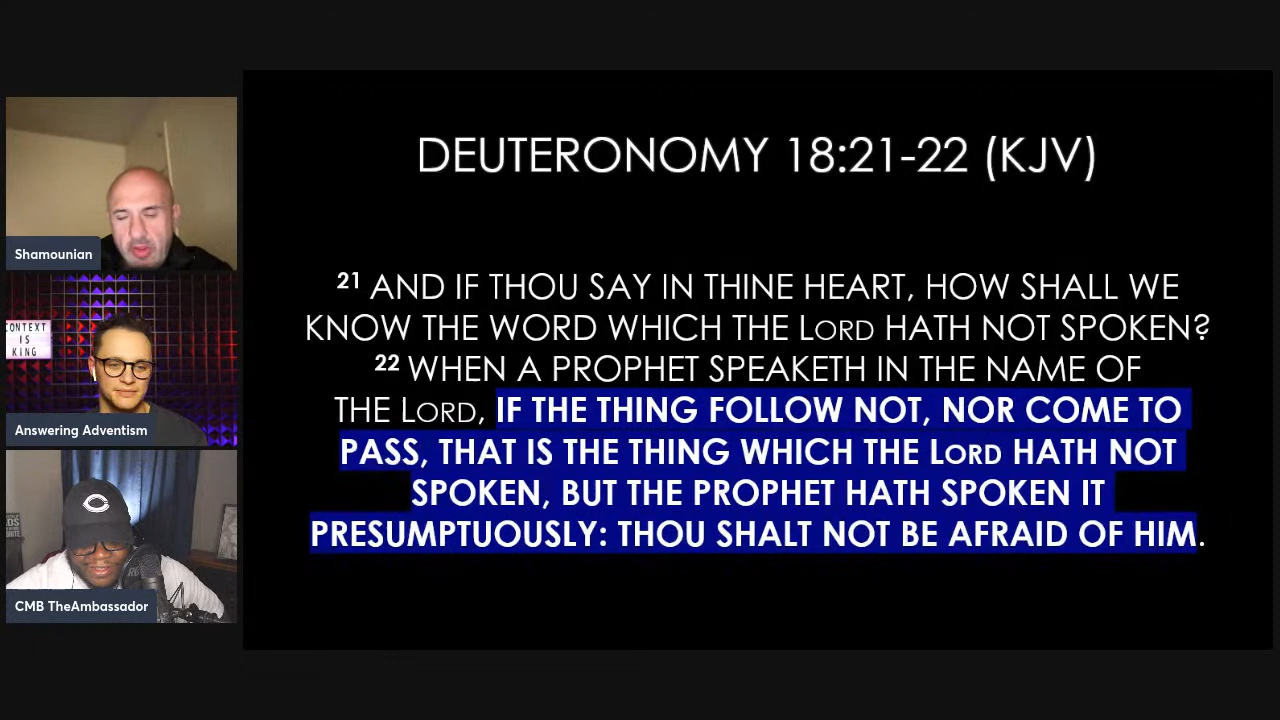 DEUTERONOMY 18:21-22 (KJV)
21 AND IF THOU SAY IN THINE HEART, HOW SHALL WE
KNOW THE WORD WHICH THE LORD HATH NOT SPOKEN?
22 WHEN A PROPHET SPEAKETH IN THE NAME OF
THE LORD, IF THE THING FOLLOW NOT, NOR COME TO
PASS, THAT IS THE THING WHICH THE LORD HATH NOT
SPOKEN, BUT THE PROPHET HATH SPOKEN IT
PRESUMPTUOUSLY: THOU SHALT NOT BE AFRAID OF HIM.
Shamounian
CONTEXT
IS
KING
Answering Adventism
C
CMB TheAmbassador